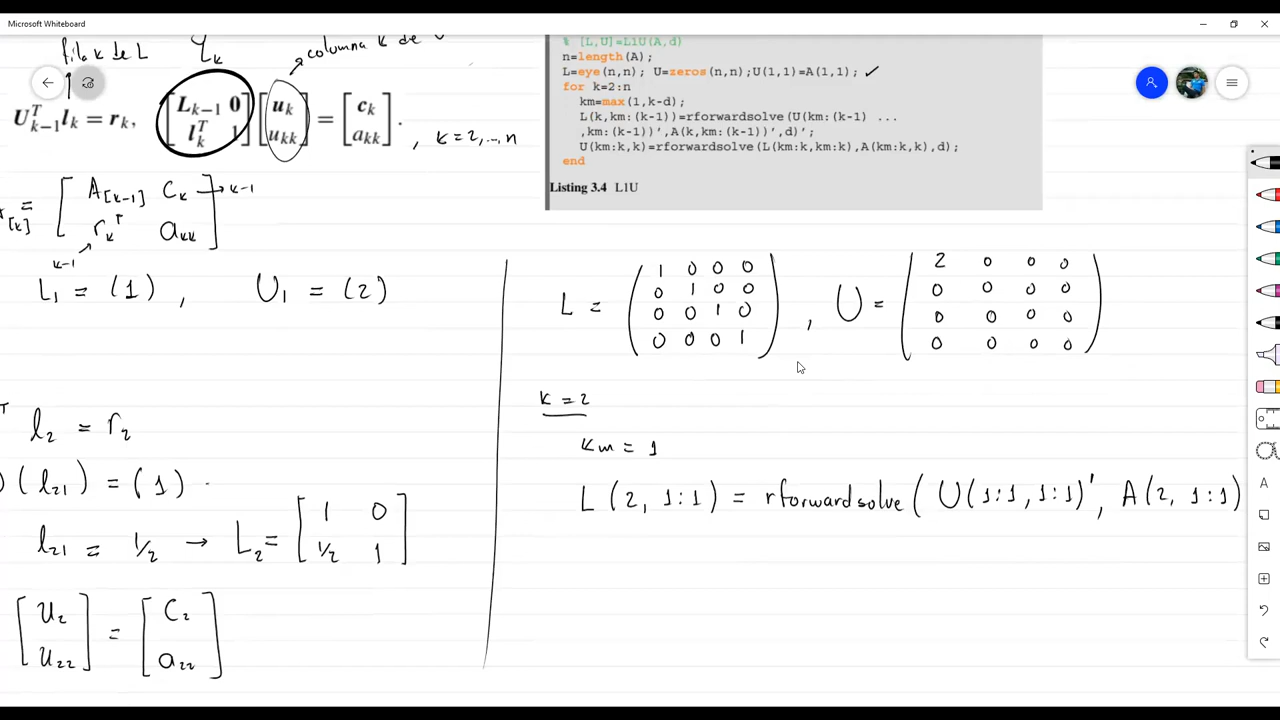 Microsoft Whiteboard
fila k de L
columna k de U
U^T_{k-1} l_k = r_k, [L_{k-1} 0; l_k^T 1] [u_k; u_kk] = [c_k; a_kk]. , k = 2, ..., n
[k] = [A_[k-1] C_k; r_k^T a_kk] → k-1
k-1
L_1 = (1) , U_1 = (2)
l_2 = r_2
(l_21) = (1) .
l_21 = 1/2 → L_2 = [1 0; 1/2 1]
[U_2; U_22] = [C_2; a_22]
% [L,U]=L1U(A,d)
n=length(A);
L=eye(n,n); U=zeros(n,n);U(1,1)=A(1,1); ✓
for k=2:n
km=max(1,k-d);
L(k,km:(k-1))=rforwardsolve(U(km:(k-1) ...
,km:(k-1))',A(k,km:(k-1))',d)';
U(km:k,k)=rforwardsolve(L(km:k,km:k),A(km:k,k),d);
end
Listing 3.4 L1U
L = (1 0 0 0; 0 1 0 0; 0 0 1 0; 0 0 0 1) , U = (2 0 0 0; 0 0 0 0; 0 0 0 0; 0 0 0 0)
k = 2
km = 1
L(2, 1:1) = rforwardsolve( U(1:1, 1:1)', A(2, 1:1)